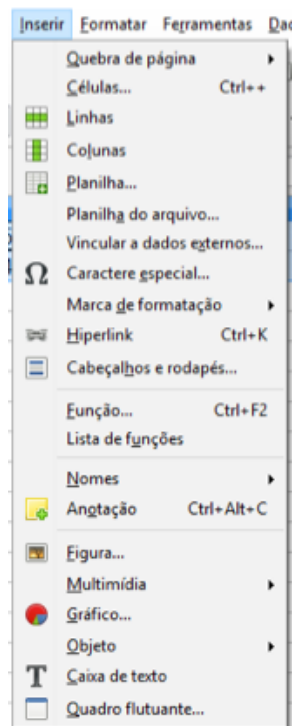 Inserir Formatar Ferramentas
Quebra de página
Células... Ctrl++
Linhas
Colunas
Planilha...
Planilha do arquivo...
Vincular a dados externos...
Caractere especial...
Marca de formatação
Hiperlink Ctrl+K
Cabeçalhos e rodapés...
Função... Ctrl+F2
Lista de funções
Nomes
Anotação Ctrl+Alt+C
Figura...
Multimídia
Gráfico...
Objeto
Caixa de texto
Quadro flutuante...